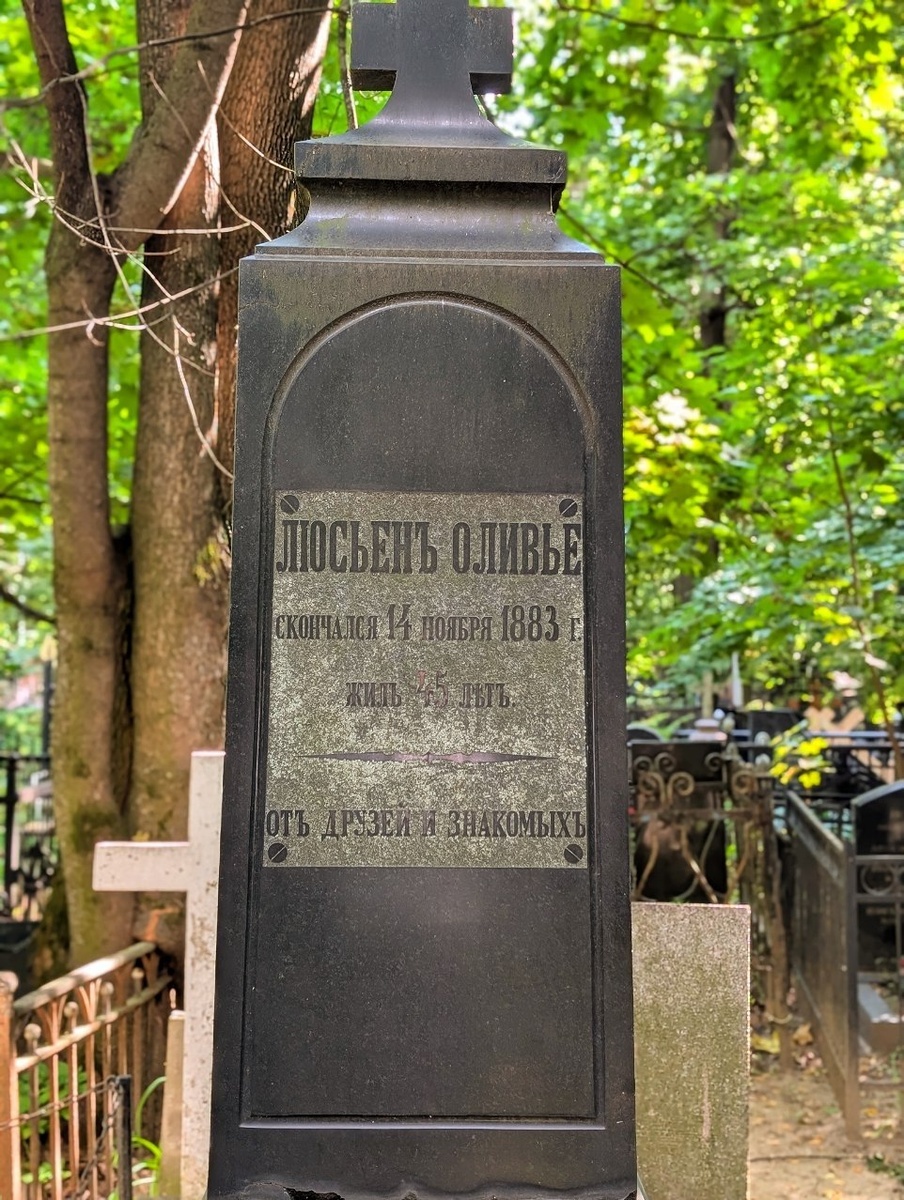 ЛЮСЬЕНЪ ОЛИВЬЕ
СКОНЧАЛСЯ 14 НОЯБРЯ 1883 Г.
ЖИЛЪ 45 ЛѢТЪ.
ОТЪ ДРУЗЕЙ И ЗНАКОМЫХЪ